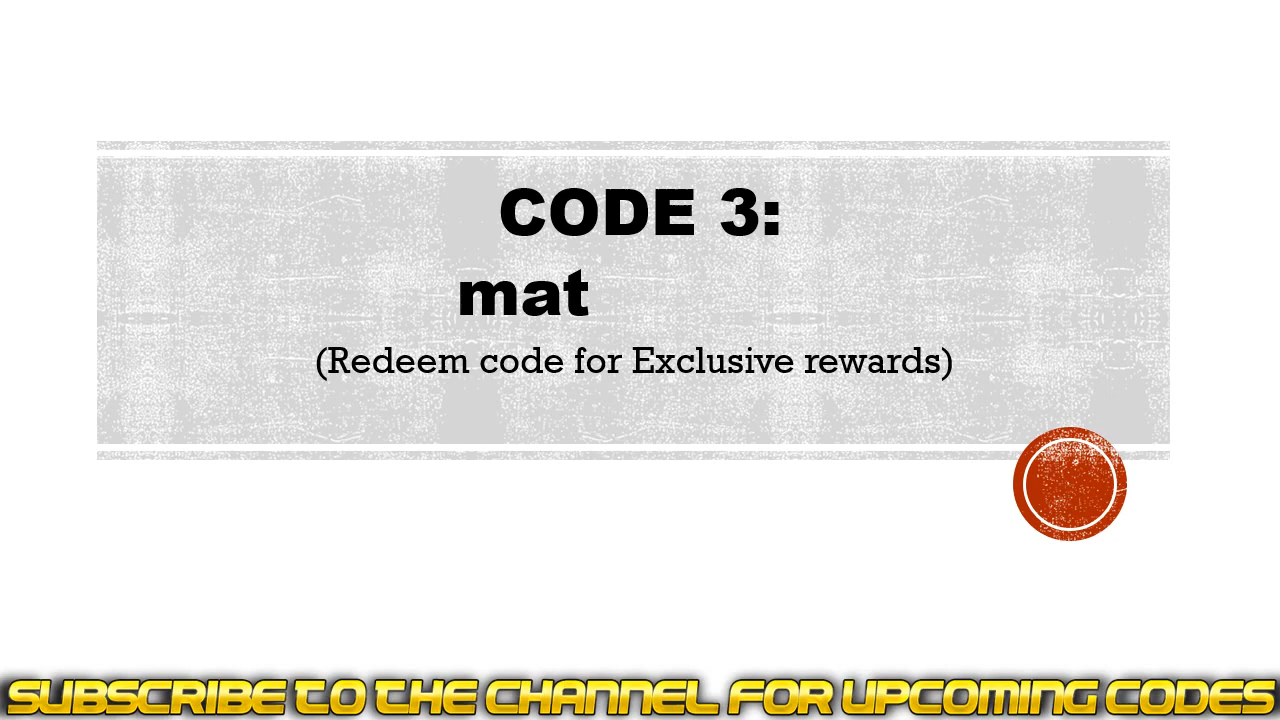 CODE 3:
mat
(Redeem code for Exclusive rewards)
SUBSCRIBE TO THE CHANNEL FOR UPCOMING CODES